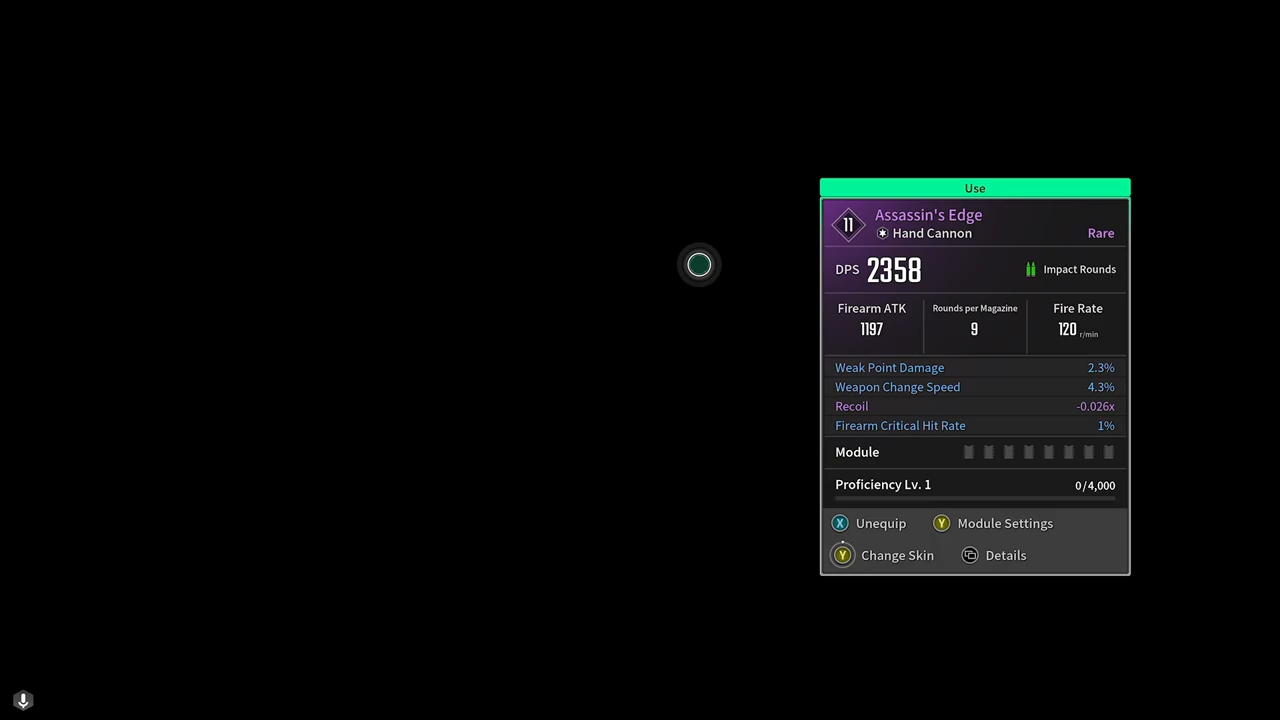 Use
11
Assassin's Edge
Hand Cannon
Rare
DPS 2358
Impact Rounds
Firearm ATK
1197
Rounds per Magazine
9
Fire Rate
120 r/min
Weak Point Damage 2.3%
Weapon Change Speed 4.3%
Recoil -0.026x
Firearm Critical Hit Rate 1%
Module
Proficiency Lv. 1 0/4,000
X Unequip Y Module Settings
Y Change Skin Details